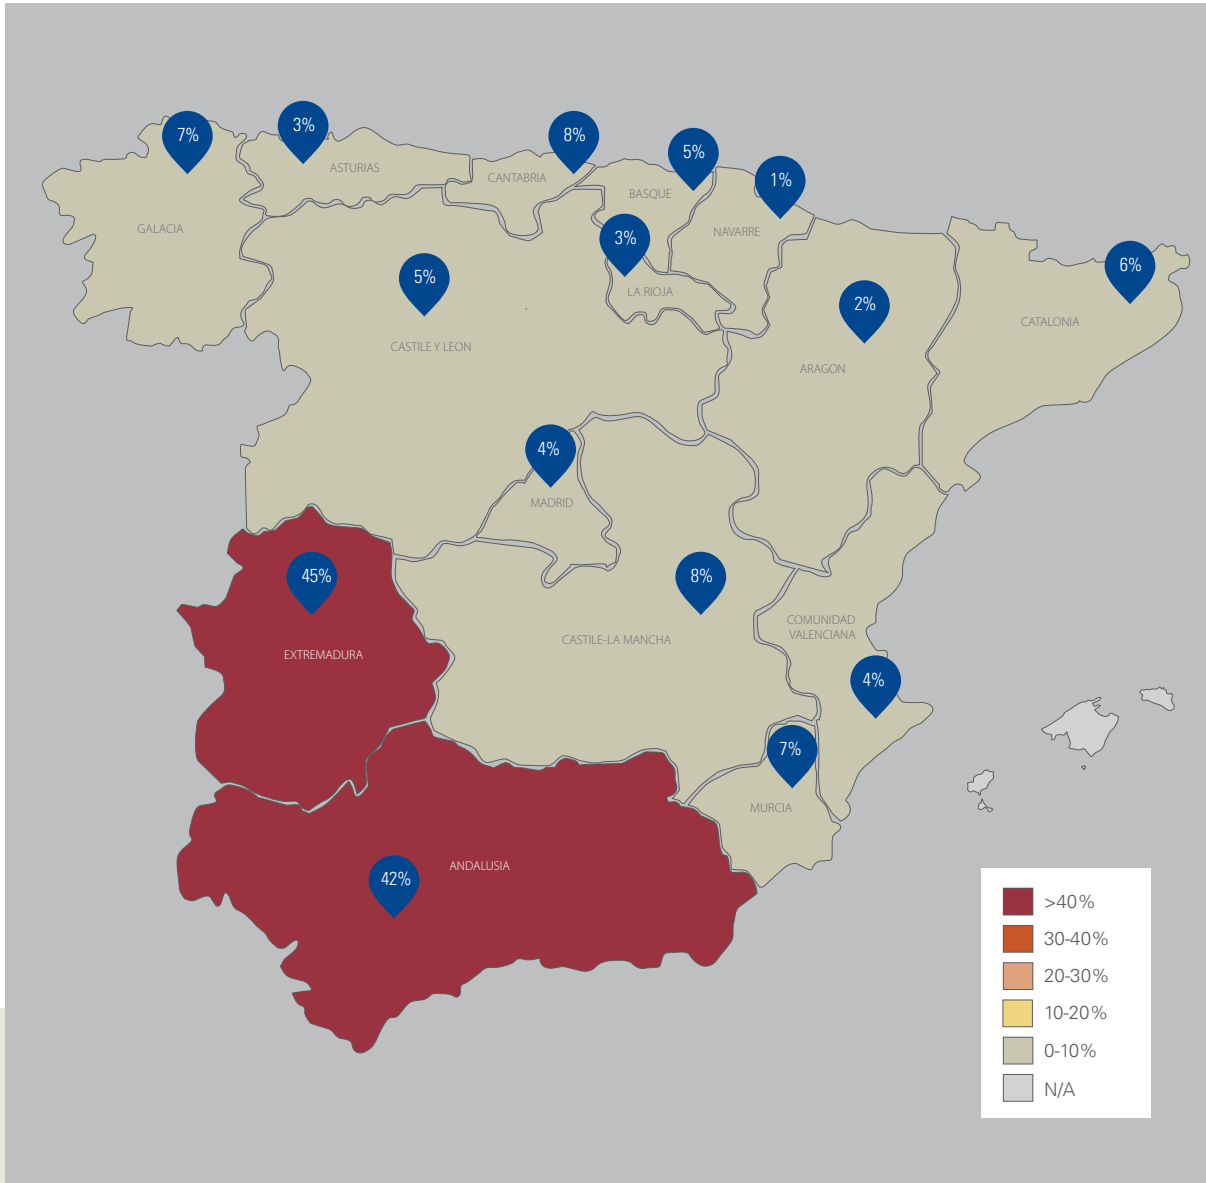 3%
7%
8%
5%
ASTURIAS
CANTABRIA
1%
BASQUE
GALACIA
NAVARRE
3%
6%
5%
LA RIOJA
2%
CATALONIA
CASTILE Y LEON
ARAGON
4%
MADRID
45%
8%
COMUNIDAD
VALENCIANA
CASTILE-LA MANCHA
EXTREMADURA
4%
7%
MURCIA
ANDALUSIA
42%
>40%
30-40%
20-30%
10-20%
0-10%
N/A